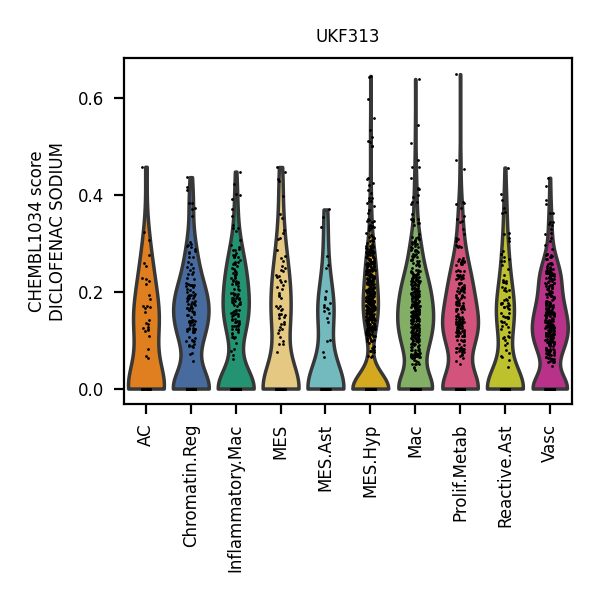 UKF313
CHEMBL1034 score
DICLOFENAC SODIUM
0.6
0.4
0.2
0.0
AC
Chromatin.Reg
Inflammatory.Mac
MES
MES.Ast
MES.Hyp
Mac
Prolif.Metab
Reactive.Ast
Vasc